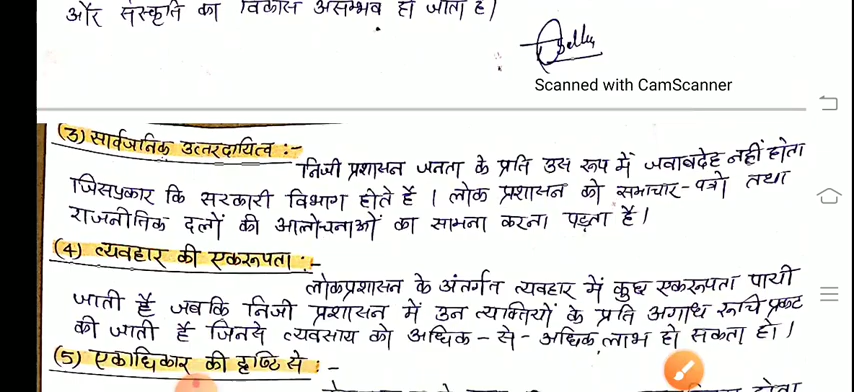 और संस्कृति का विकास असम्भव हो जाता है।
Scanned with CamScanner
(3) सार्वजनिक उत्तरदायित्व :-
निजी प्रशासन जनता के प्रति उस रूप में जवाबदेह नहीं होता
जिसप्रकार कि सरकारी विभाग होते है । लोक प्रशासन को समाचार-पत्रो तथा
राजनीतिक दलों की आलोचनाओं का सामना करना पड़ता है।
(4) व्यवहार की एकरूपता :-
लोकप्रशासन के अंतर्गत व्यवहार में कुछ एकरूपता पायी
जाती है जबकि निजी प्रशासन में उन व्यक्तियों के प्रति अगाध रूचि प्रकट
की जाती है जिनसे व्यवसाय को अधिक-से-अधिक लाभ हो सकता हो।
(5) एकाधिकार की दृष्टि से :-